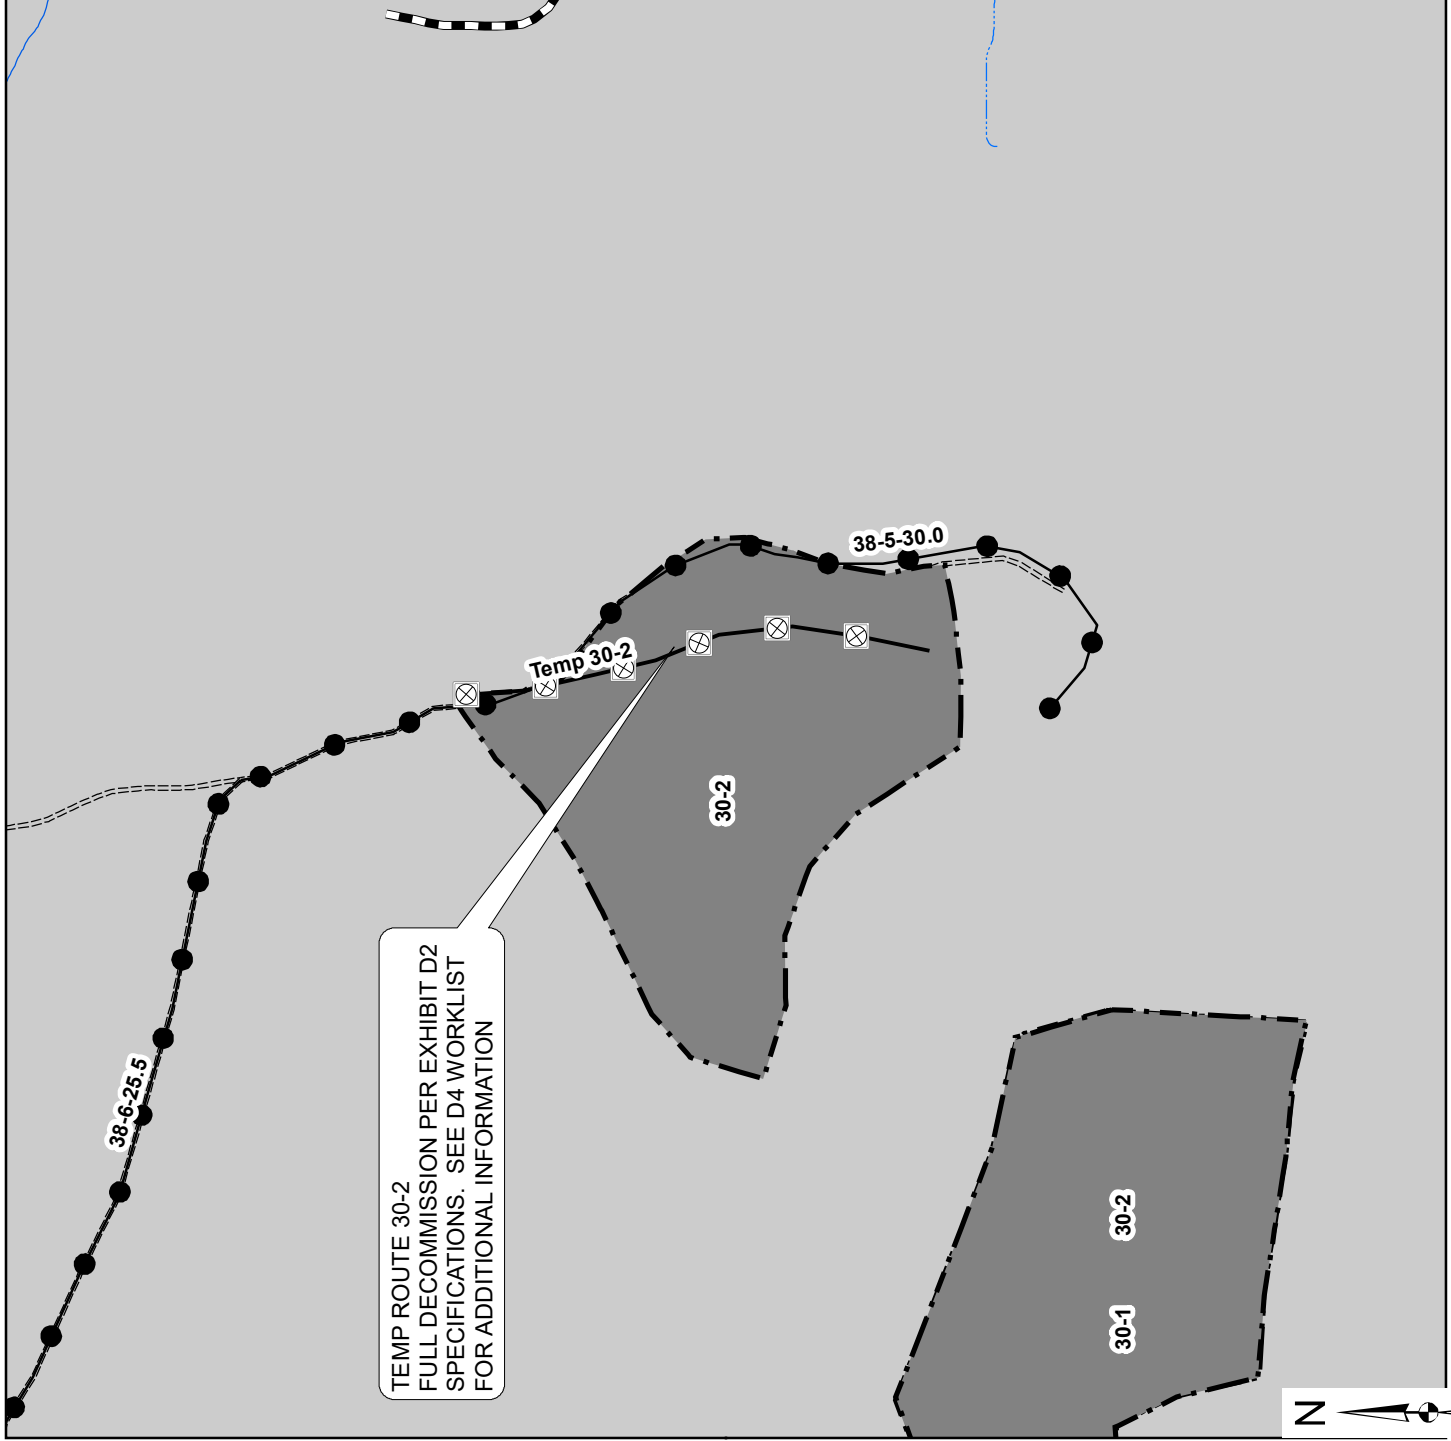 38-6-25.5
TEMP ROUTE 30-2
FULL DECOMMISSION PER EXHIBIT D2
SPECIFICATIONS. SEE D4 WORKLIST
FOR ADDITIONAL INFORMATION
Temp 30-2
38-5-30.0
30-2
30-2
30-1
N